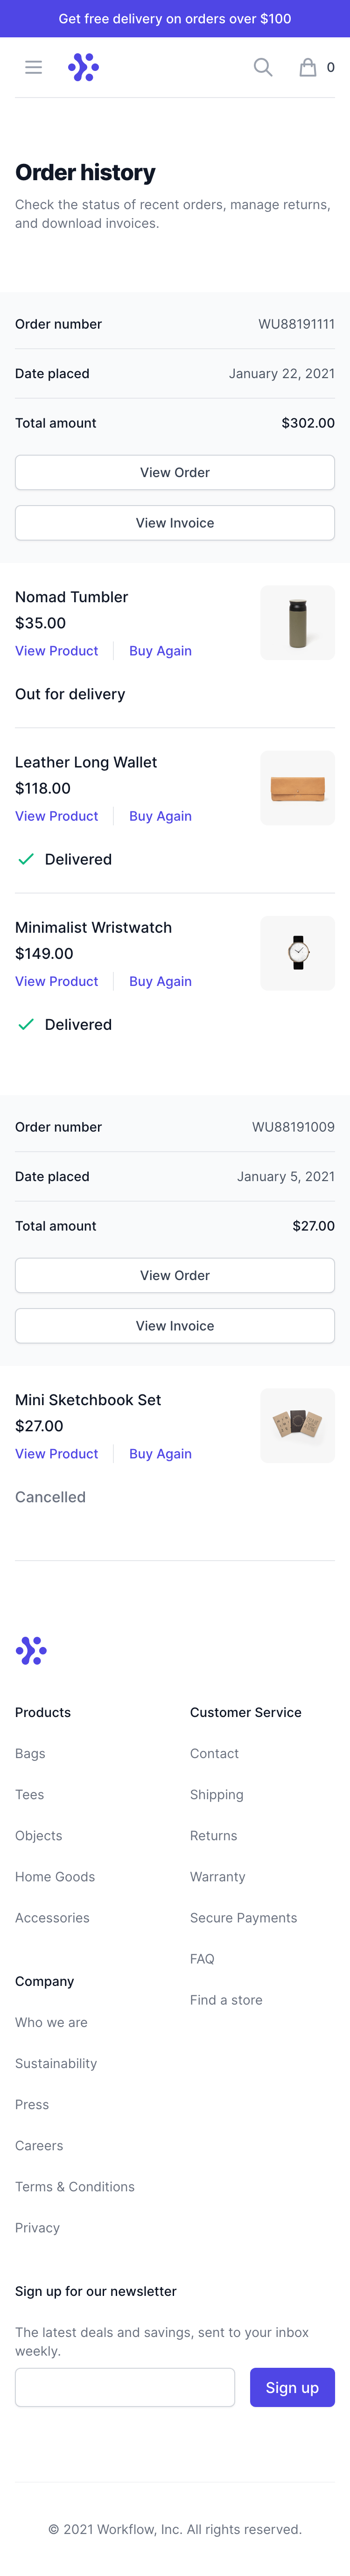 Get free delivery on orders over $100
0
Order history
Check the status of recent orders, manage returns,
and download invoices.
Order number WU88191111
Date placed January 22, 2021
Total amount $302.00
View Order
View Invoice
Nomad Tumbler
$35.00
View Product Buy Again
Out for delivery
Leather Long Wallet
$118.00
View Product Buy Again
Delivered
Minimalist Wristwatch
$149.00
View Product Buy Again
Delivered
Order number WU88191009
Date placed January 5, 2021
Total amount $27.00
View Order
View Invoice
Mini Sketchbook Set
$27.00
View Product Buy Again
Cancelled
Products
Bags
Tees
Objects
Home Goods
Accessories
Company
Who we are
Sustainability
Press
Careers
Terms & Conditions
Privacy
Customer Service
Contact
Shipping
Returns
Warranty
Secure Payments
FAQ
Find a store
Sign up for our newsletter
The latest deals and savings, sent to your inbox
weekly.
Sign up
© 2021 Workflow, Inc. All rights reserved.